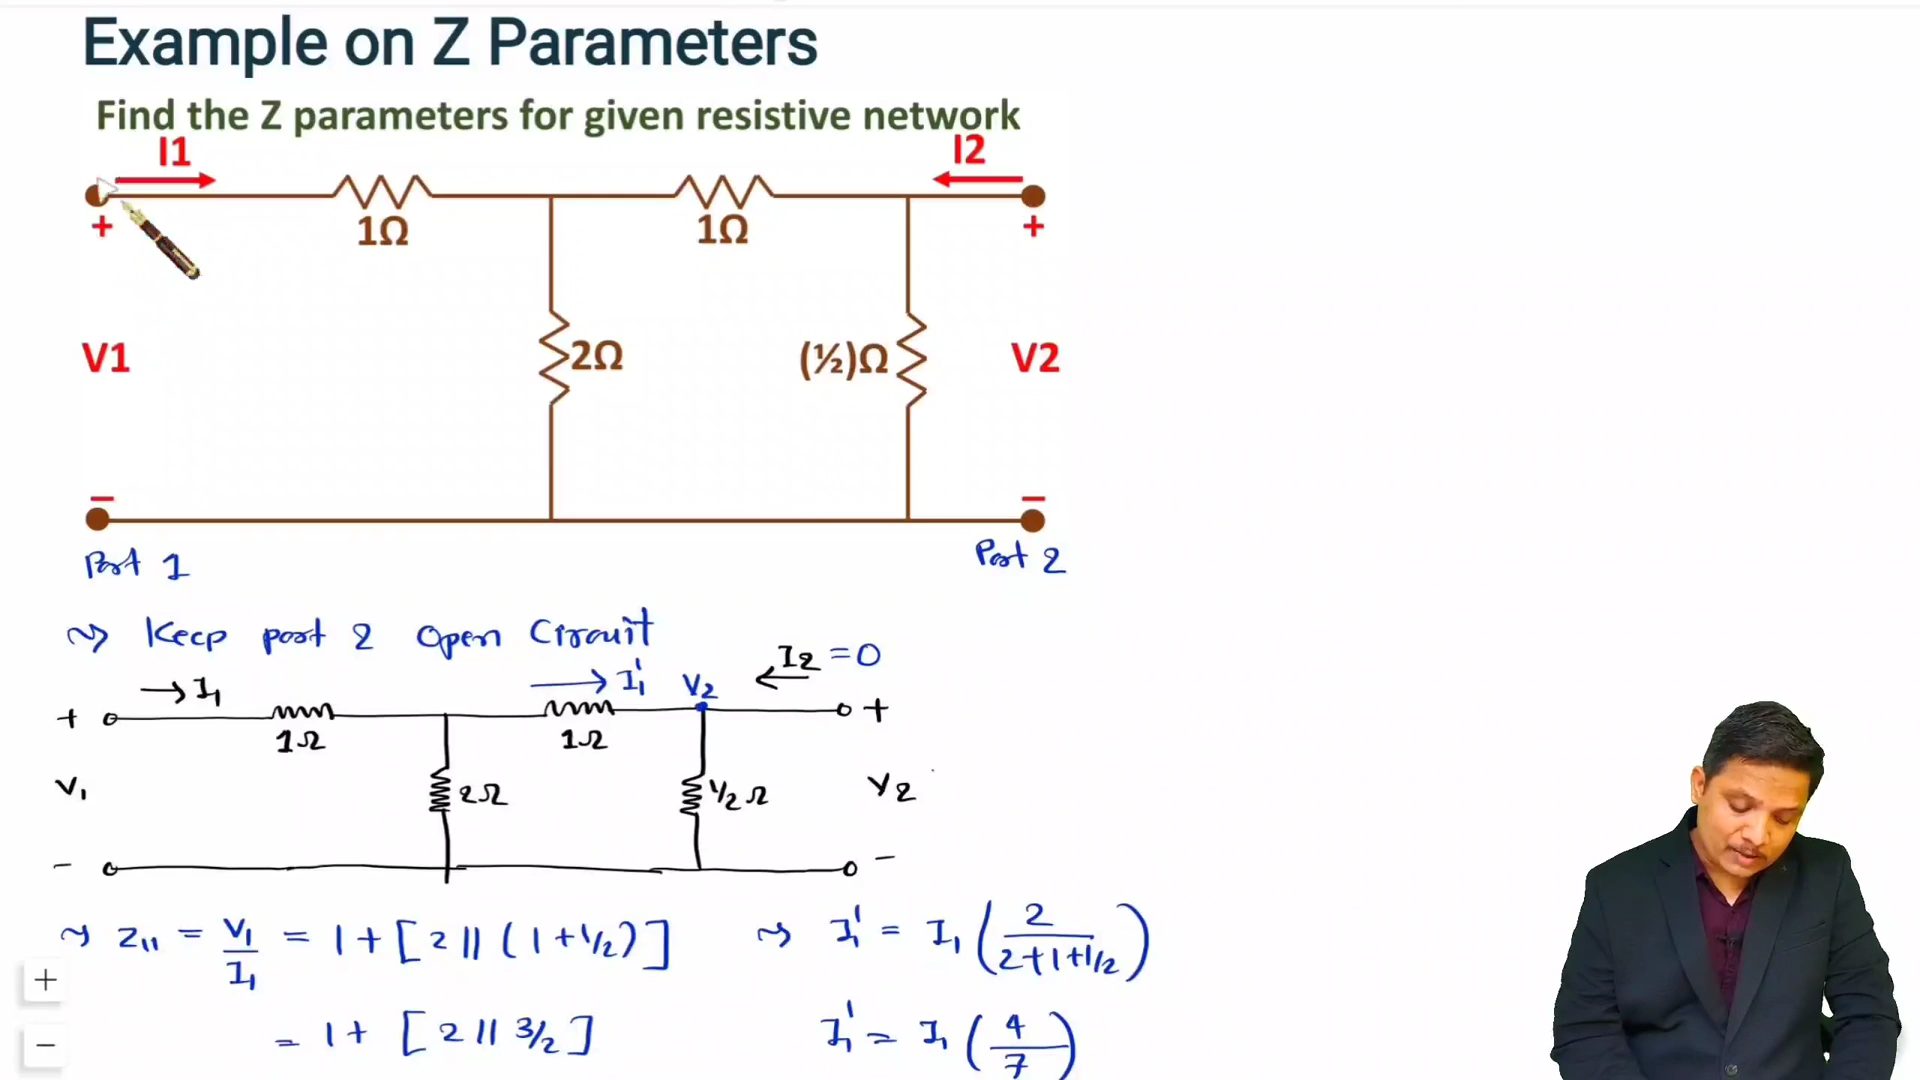 Example on Z Parameters
Find the Z parameters for given resistive network
I1 I2
+ 1Ω 1Ω +
V1 2Ω (½)Ω V2
− −
Port 1 Port 2
~> Keep port 2 open Circuit
→ I₁ → I₁' V₂ ← I₂ = 0
+ 1Ω 1Ω +
V₁ 2Ω 1/2 Ω V₂
− −
~> Z₁₁ = V₁/I₁ = 1 + [2 || (1+1/2)] ~> I₁' = I₁ (2/(2+1+1/2))
= 1 + [2 || 3/2] I₁' = I₁ (4/7)
+
−